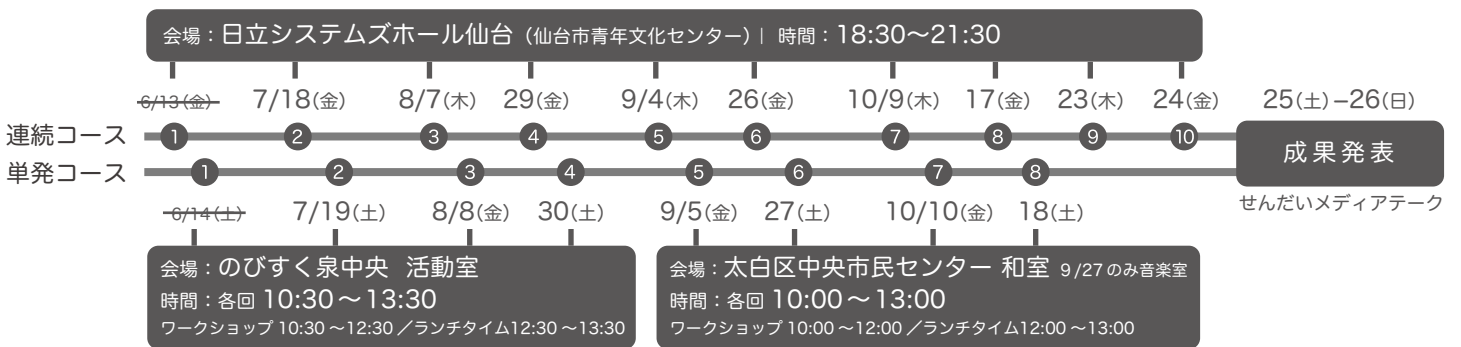 会場：日立システムズホール仙台（仙台市青年文化センター）｜ 時間：18:30～21:30
6/13(金) 7/18(金) 8/7(木) 29(金) 9/4(木) 26(金) 10/9(木) 17(金) 23(木) 24(金) 25(土)–26(日)
連続コース 1 2 3 4 5 6 7 8 9 10
単発コース 1 2 3 4 5 6 7 8
成果発表
せんだいメディアテーク
6/14(土) 7/19(土) 8/8(金) 30(土) 9/5(金) 27(土) 10/10(金) 18(土)
会場：のびすく泉中央 活動室
時間：各回 10:30～13:30
ワークショップ 10:30～12:30／ランチタイム12:30～13:30
会場：太白区中央市民センター 和室 9/27のみ音楽室
時間：各回 10:00～13:00
ワークショップ 10:00～12:00／ランチタイム12:00～13:00